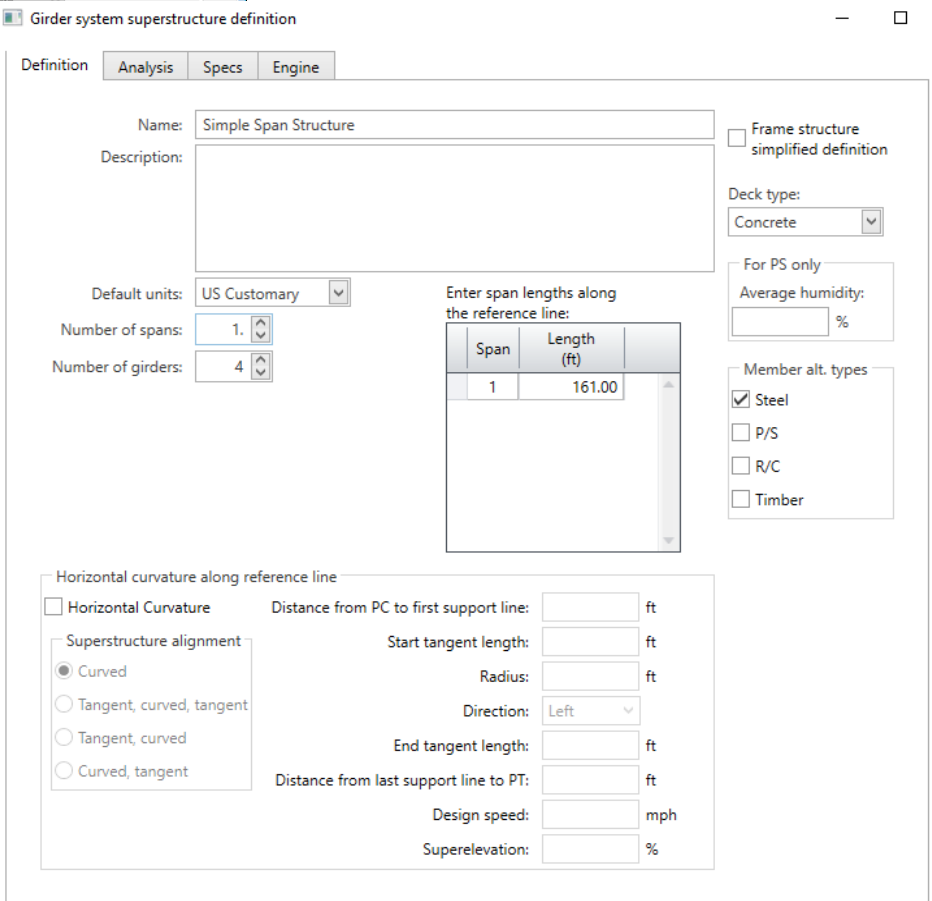 Girder system superstructure definition
Definition Analysis Specs Engine
Name: Simple Span Structure
Frame structure
simplified definition
Description:
Deck type:
Concrete
For PS only
Average humidity:
%
Default units: US Customary
Number of spans: 1.
Number of girders: 4
Enter span lengths along
the reference line:
Span Length
(ft)
1 161.00
Member alt. types
Steel
P/S
R/C
Timber
Horizontal curvature along reference line
Horizontal Curvature
Superstructure alignment
Curved
Tangent, curved, tangent
Tangent, curved
Curved, tangent
Distance from PC to first support line: ft
Start tangent length: ft
Radius: ft
Direction: Left
End tangent length: ft
Distance from last support line to PT: ft
Design speed: mph
Superelevation: %